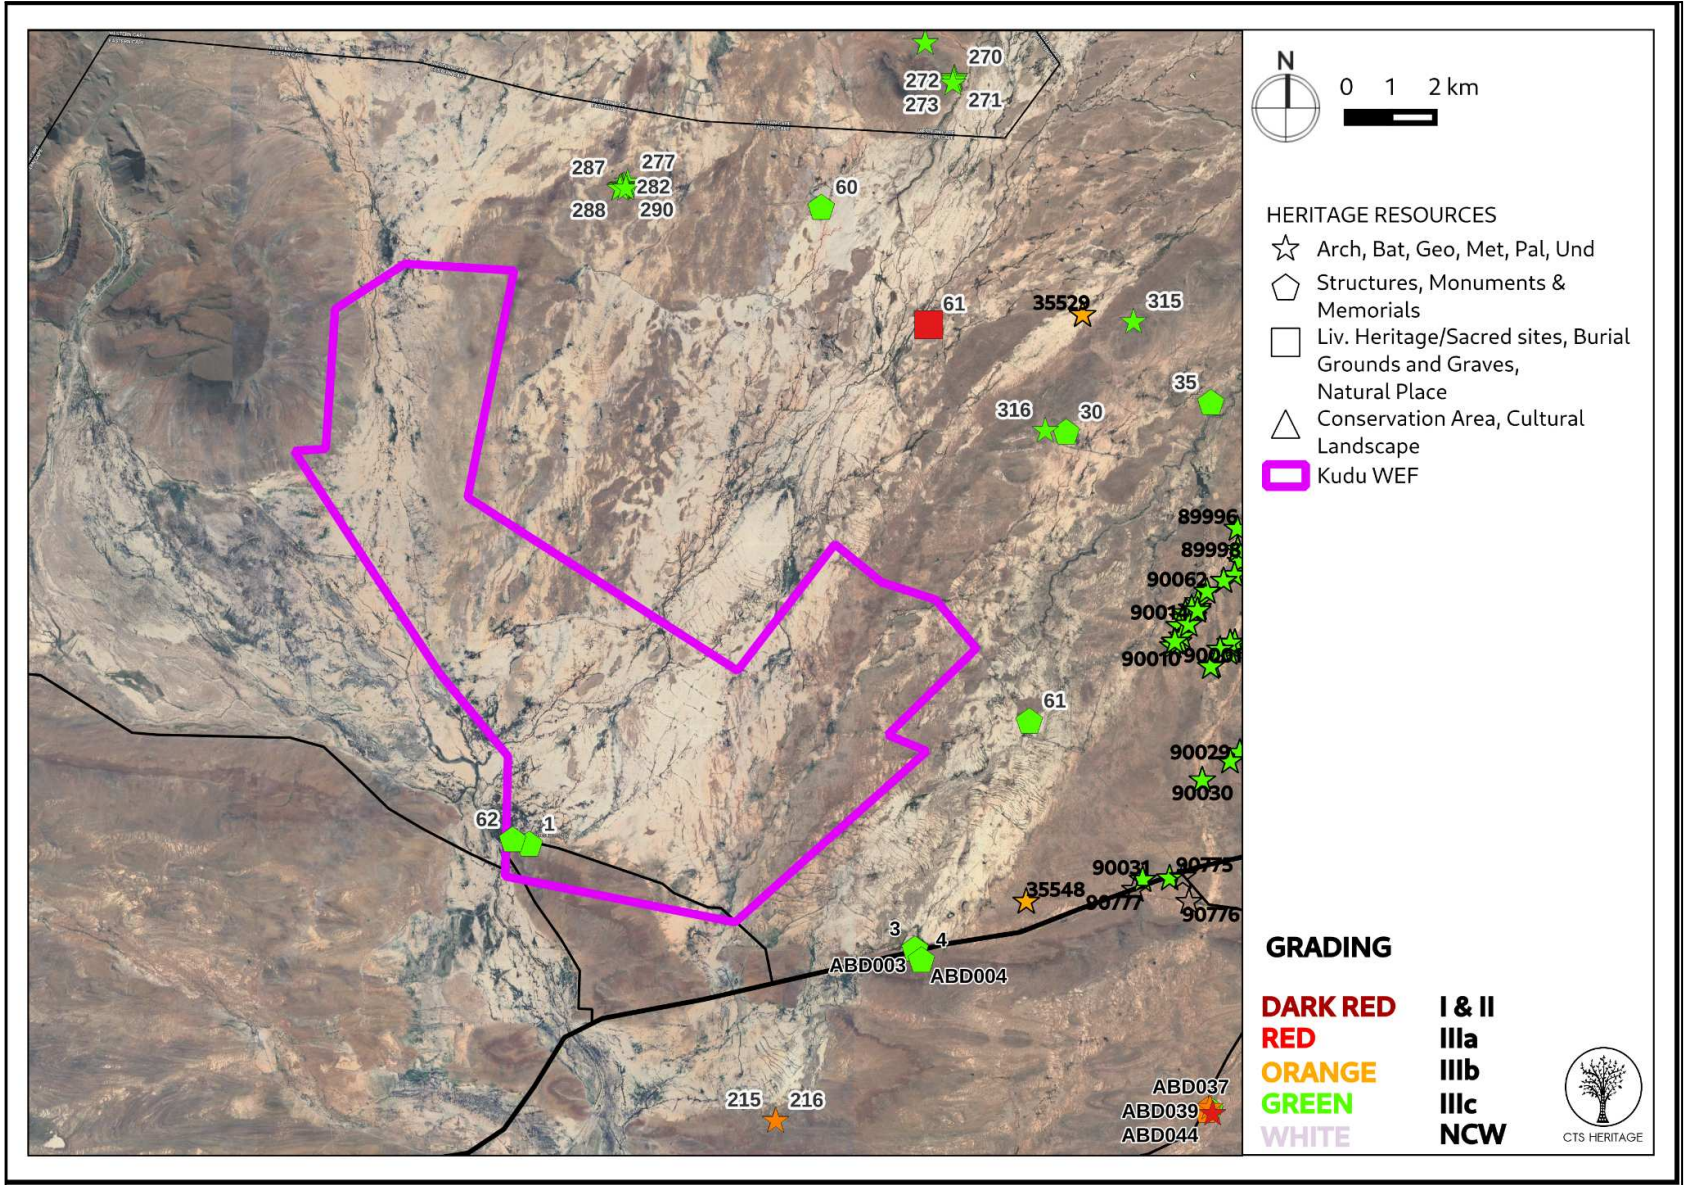 270
272
273
271
287
277
282
288
290
60
61
35529
315
35
316
30
89996
89998
90062
90014
90010
61
90029
90030
62
1
90031
90775
90777
90776
35548
3
4
ABD003
ABD004
215
216
ABD037
ABD039
ABD044
N
0 1 2 km
HERITAGE RESOURCES
Arch, Bat, Geo, Met, Pal, Und
Structures, Monuments &
Memorials
Liv. Heritage/Sacred sites, Burial
Grounds and Graves,
Natural Place
Conservation Area, Cultural
Landscape
Kudu WEF
GRADING
DARK RED I & II
RED IIIa
ORANGE IIIb
GREEN IIIc
WHITE NCW
CTS HERITAGE